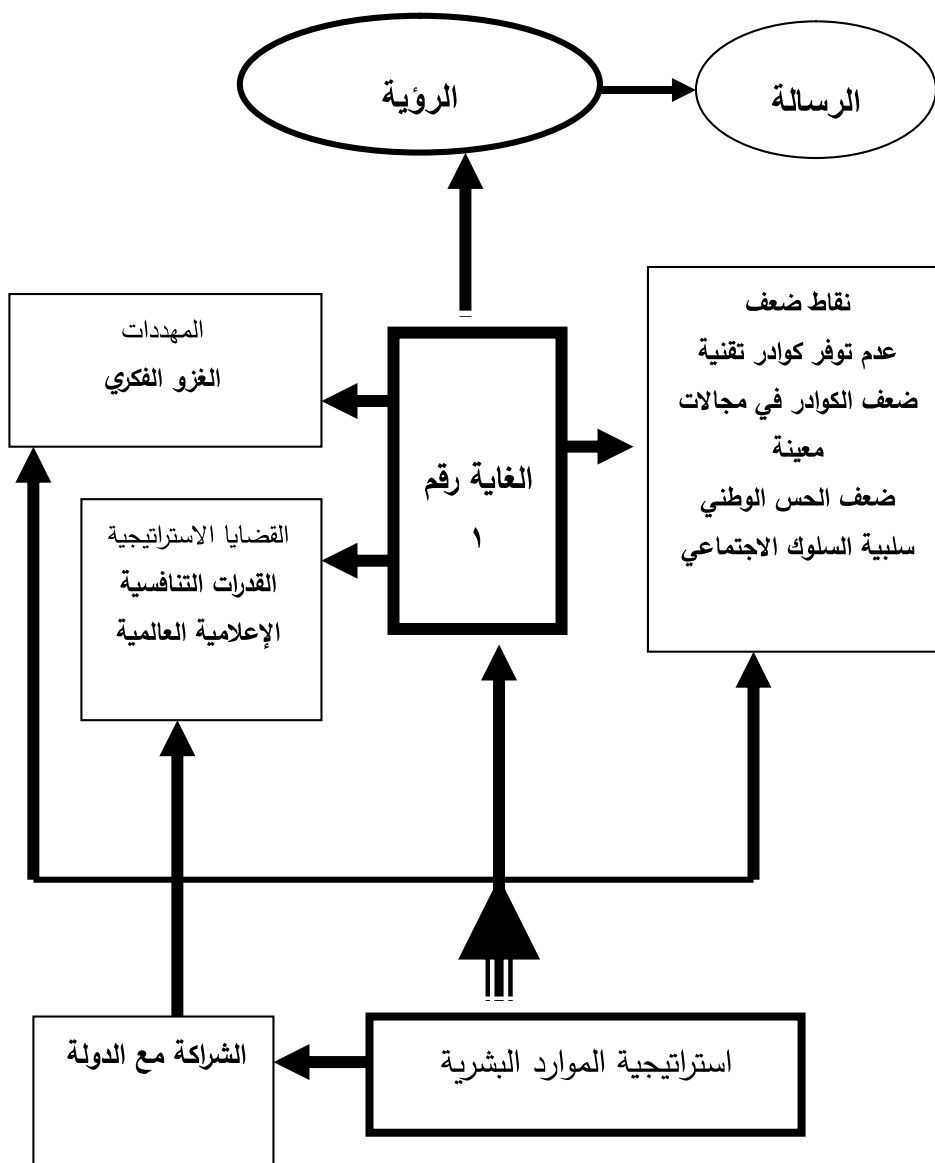 الرؤية
الرسالة
نقاط ضعف
عدم توفر كوادر تقنية
ضعف الكوادر في مجالات
معينة
ضعف الحس الوطني
سلبية السلوك الاجتماعي
المهددات
الغزو الفكري
الغاية رقم
١
القضايا الاستراتيجية
القدرات التنافسية
الإعلامية العالمية
استراتيجية الموارد البشرية
الشراكة مع الدولة